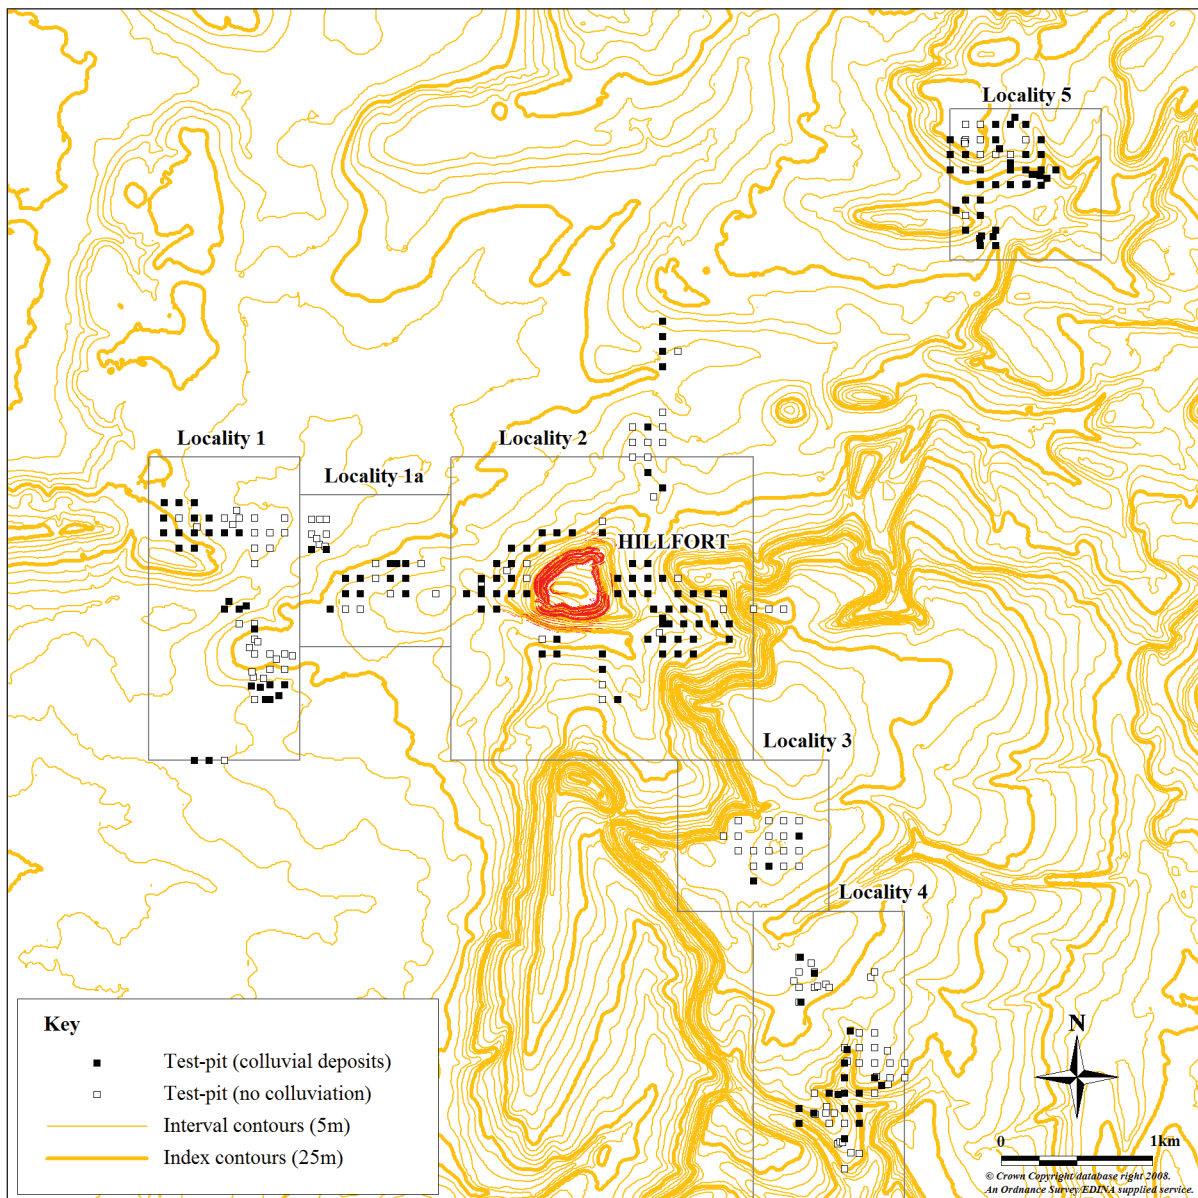 Locality 5
Locality 1
Locality 2
Locality 1a
HILLFORT
Locality 3
Locality 4
Key
Test-pit (colluvial deposits)
Test-pit (no colluviation)
Interval contours (5m)
Index contours (25m)
N
0
1km
© Crown Copyright/database right 2008.
An Ordnance Survey/EDINA supplied service.